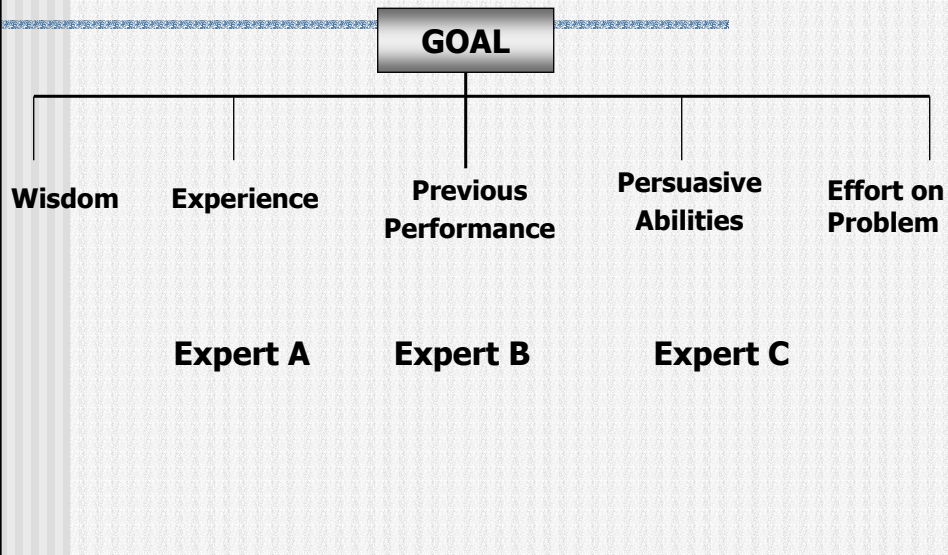 GOAL
Wisdom
Experience
Previous
Performance
Persuasive
Abilities
Effort on
Problem
Expert A
Expert B
Expert C